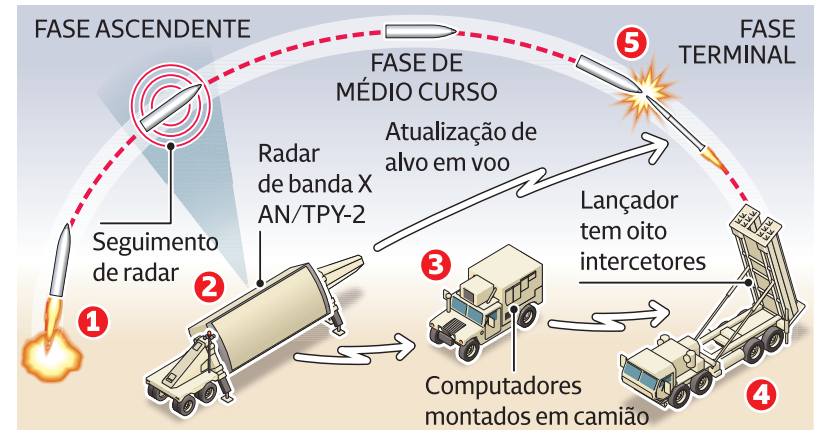 FASE ASCENDENTE
FASE DE
MÉDIO CURSO
5
FASE
TERMINAL
Atualização de
alvo em voo
Radar
de banda X
AN/TPY-2
Seguimento
de radar
Lançador
tem oito
intercetores
1
2
3
Computadores
montados em camião
4